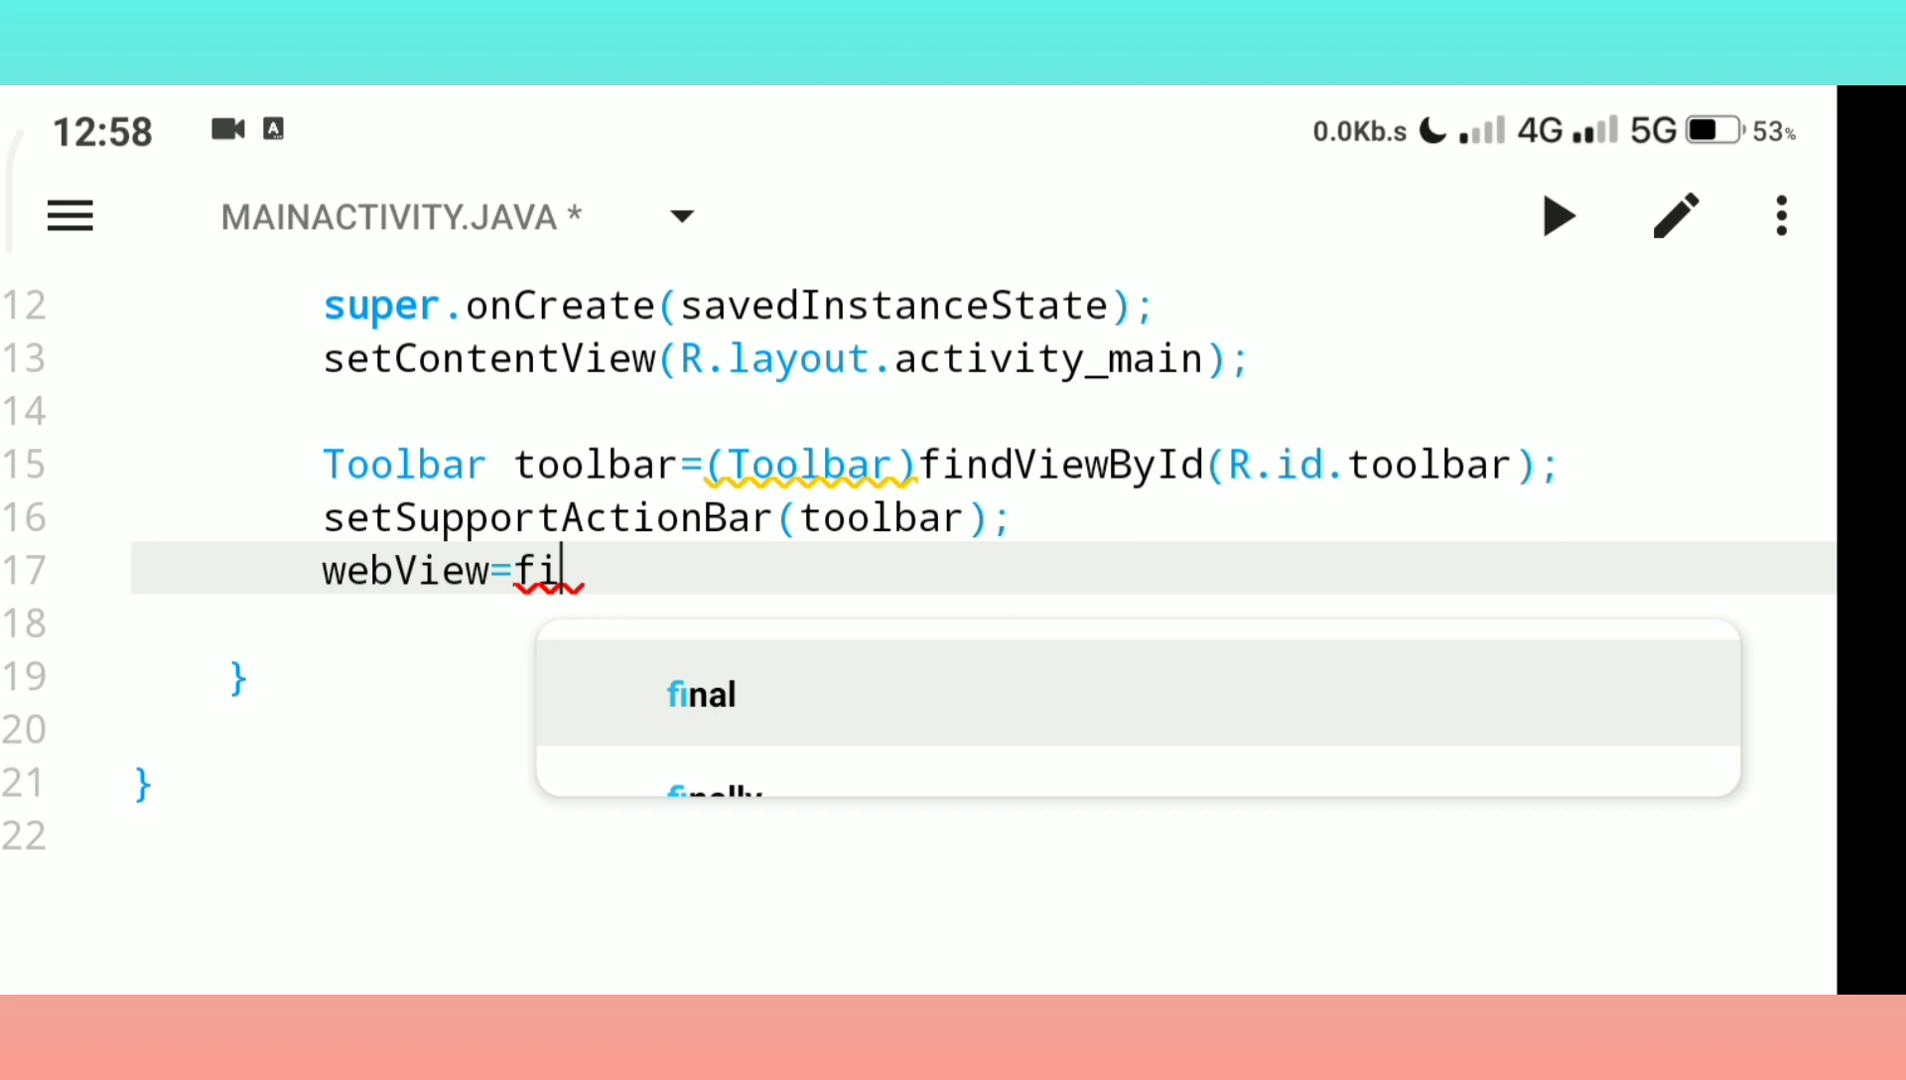 12:58 A 0.0Kb.s 4G 5G 53%
MAINACTIVITY.JAVA *
12 super.onCreate(savedInstanceState);
13 setContentView(R.layout.activity_main);
14
15 Toolbar toolbar=(Toolbar)findViewById(R.id.toolbar);
16 setSupportActionBar(toolbar);
17 webView=fi
18
final
19 }
20
finally
21 }
22